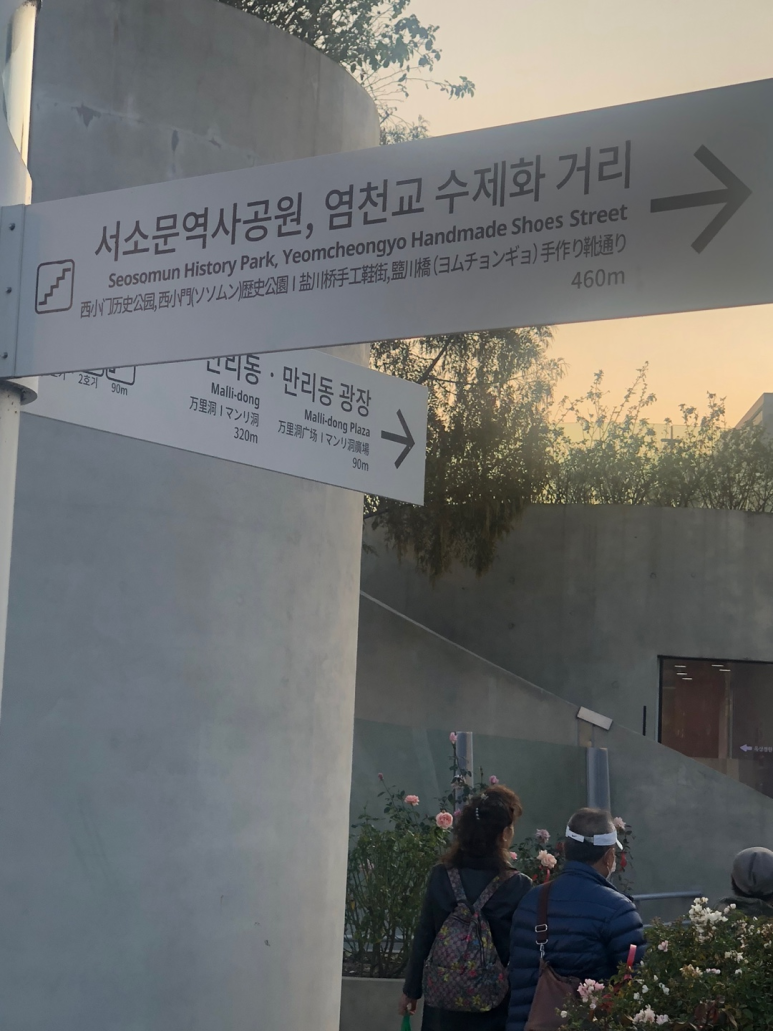 서소문역사공원, 염천교 수제화 거리
Seosomun History Park, Yeomcheongyo Handmade Shoes Street
西小门历史公园, 西小門(ソソムン)歴史公園 I 盐川桥手工鞋街, 鹽川橋 (ヨムチョンギョ) 手作り靴通り
460m
2호기
90m
만리동 · 만리동 광장
Malli-dong
万里洞 I マンリ洞
320m
Malli-dong Plaza
万里洞广场 I マンリ洞廣場
90m